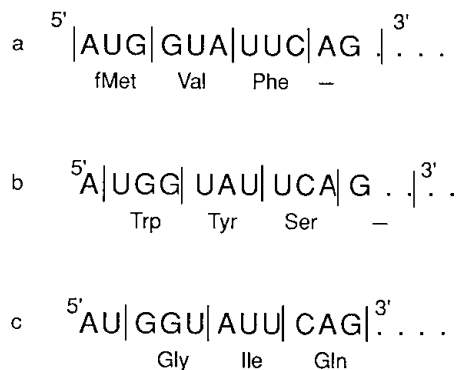 a 5' |AUG|GUA|UUC|AG .|3' . . .
fMet Val Phe –
b 5'A|UGG|UAU|UCA|G . .|3' . .
Trp Tyr Ser –
c 5'AU|GGU|AUU|CAG|3' . . . .
Gly Ile Gln